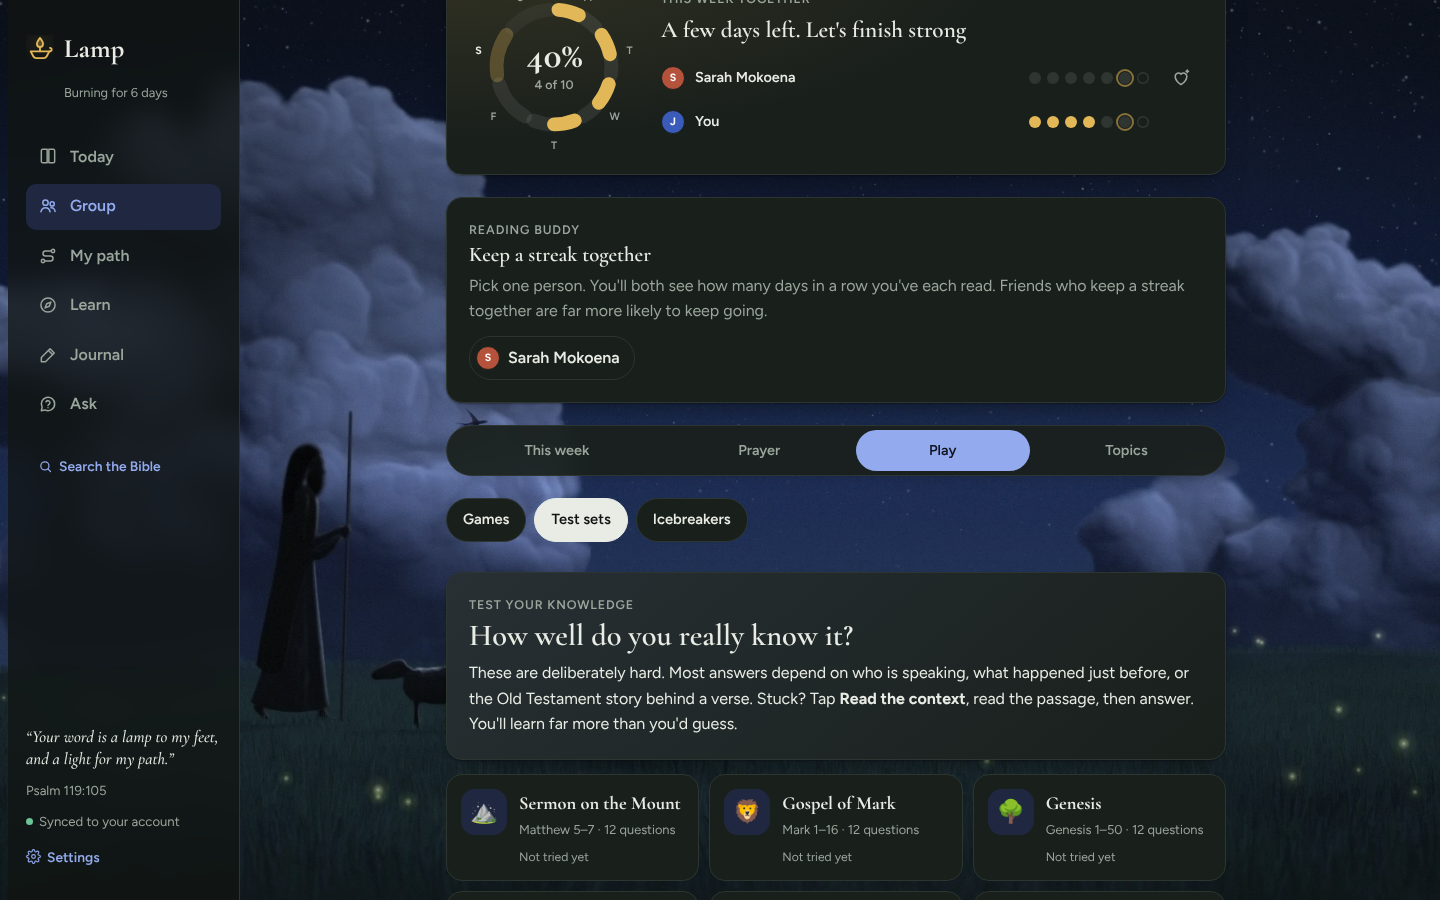 Lamp
Burning for 6 days
Today
Group
My path
Learn
Journal
Ask
Search the Bible
“Your word is a lamp to my feet,
and a light for my path.”
Psalm 119:105
Synced to your account
Settings
A few days left. Let's finish strong
S
T
W
T
F
40%
4 of 10
S Sarah Mokoena
J You
READING BUDDY
Keep a streak together
Pick one person. You'll both see how many days in a row you've each read. Friends who keep a streak
together are far more likely to keep going.
S Sarah Mokoena
This week Prayer Play Topics
Games Test sets Icebreakers
TEST YOUR KNOWLEDGE
How well do you really know it?
These are deliberately hard. Most answers depend on who is speaking, what happened just before, or
the Old Testament story behind a verse. Stuck? Tap Read the context, read the passage, then answer.
You'll learn far more than you'd guess.
Sermon on the Mount
Matthew 5–7 · 12 questions
Not tried yet
Gospel of Mark
Mark 1–16 · 12 questions
Not tried yet
Genesis
Genesis 1–50 · 12 questions
Not tried yet